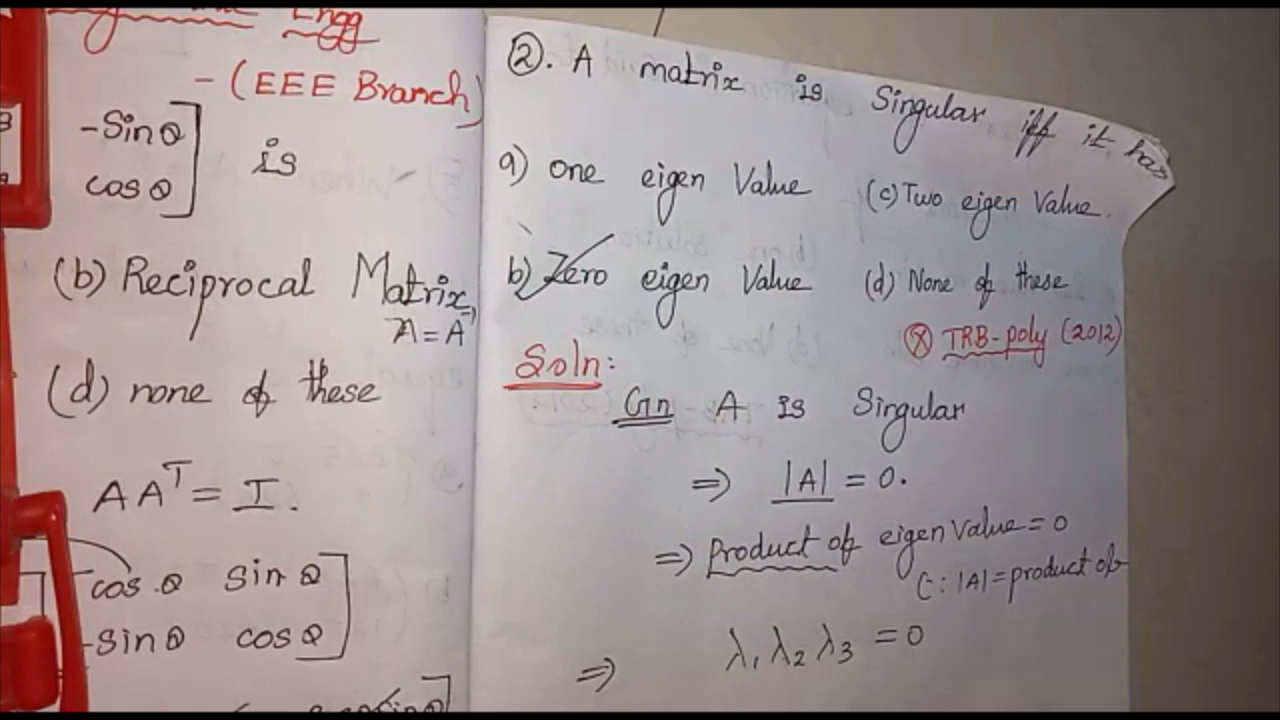 Engg
- (EEE Branch)
-Sinθ
cosθ
is
(b) Reciprocal Matrix
A = A⁻¹
(d) none of these
AAᵀ = I.
cos.θ sinθ
-sinθ cosθ
②. A matrix is Singular iff it has
a) One eigen Value (c) Two eigen Value.
b) Zero eigen Value (d) None of these
⊗ TRB-poly (2012)
Soln:
Gn A is Singular
⇒ |A| = 0.
⇒ Product of eigen Value = 0
(∵ |A| = product of
⇒ λ₁ λ₂ λ₃ = 0